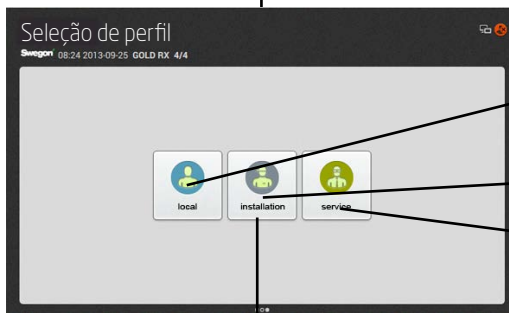 Seleção de perfil
Swegon 08:24 2013-09-25 GOLD RX 4/4
local installation service